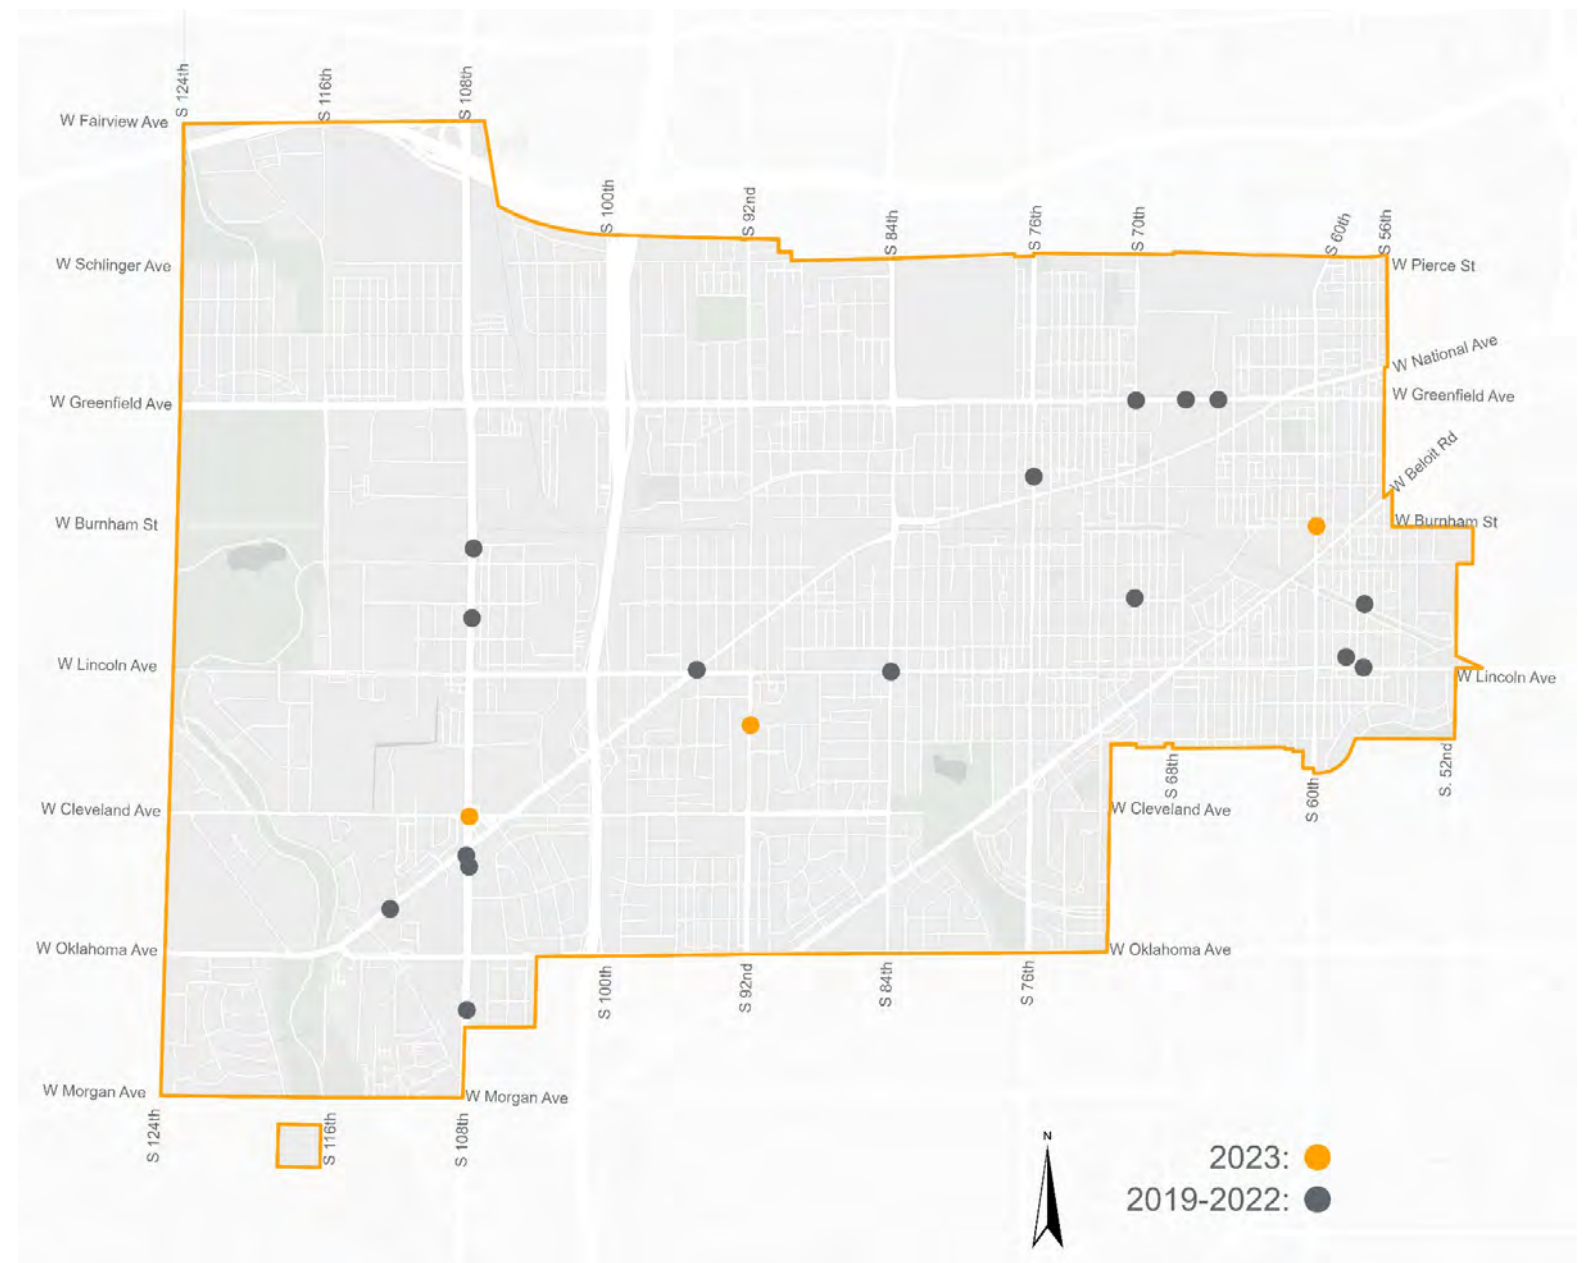 S 124th
S 116th
S 108th
W Fairview Ave
S 100th
S 92nd
S 84th
S 76th
S 70th
S 60th
S 56th
W Schlinger Ave
W Pierce St
W National Ave
W Greenfield Ave
W Greenfield Ave
W Beloit Rd
W Burnham St
W Burnham St
W Lincoln Ave
W Lincoln Ave
S. 52nd
S 68th
S 60th
W Cleveland Ave
W Cleveland Ave
W Oklahoma Ave
W Oklahoma Ave
S 100th
S 92nd
S 84th
S 76th
W Morgan Ave
W Morgan Ave
S 124th
S 116th
S 108th
N
2023:
2019-2022: